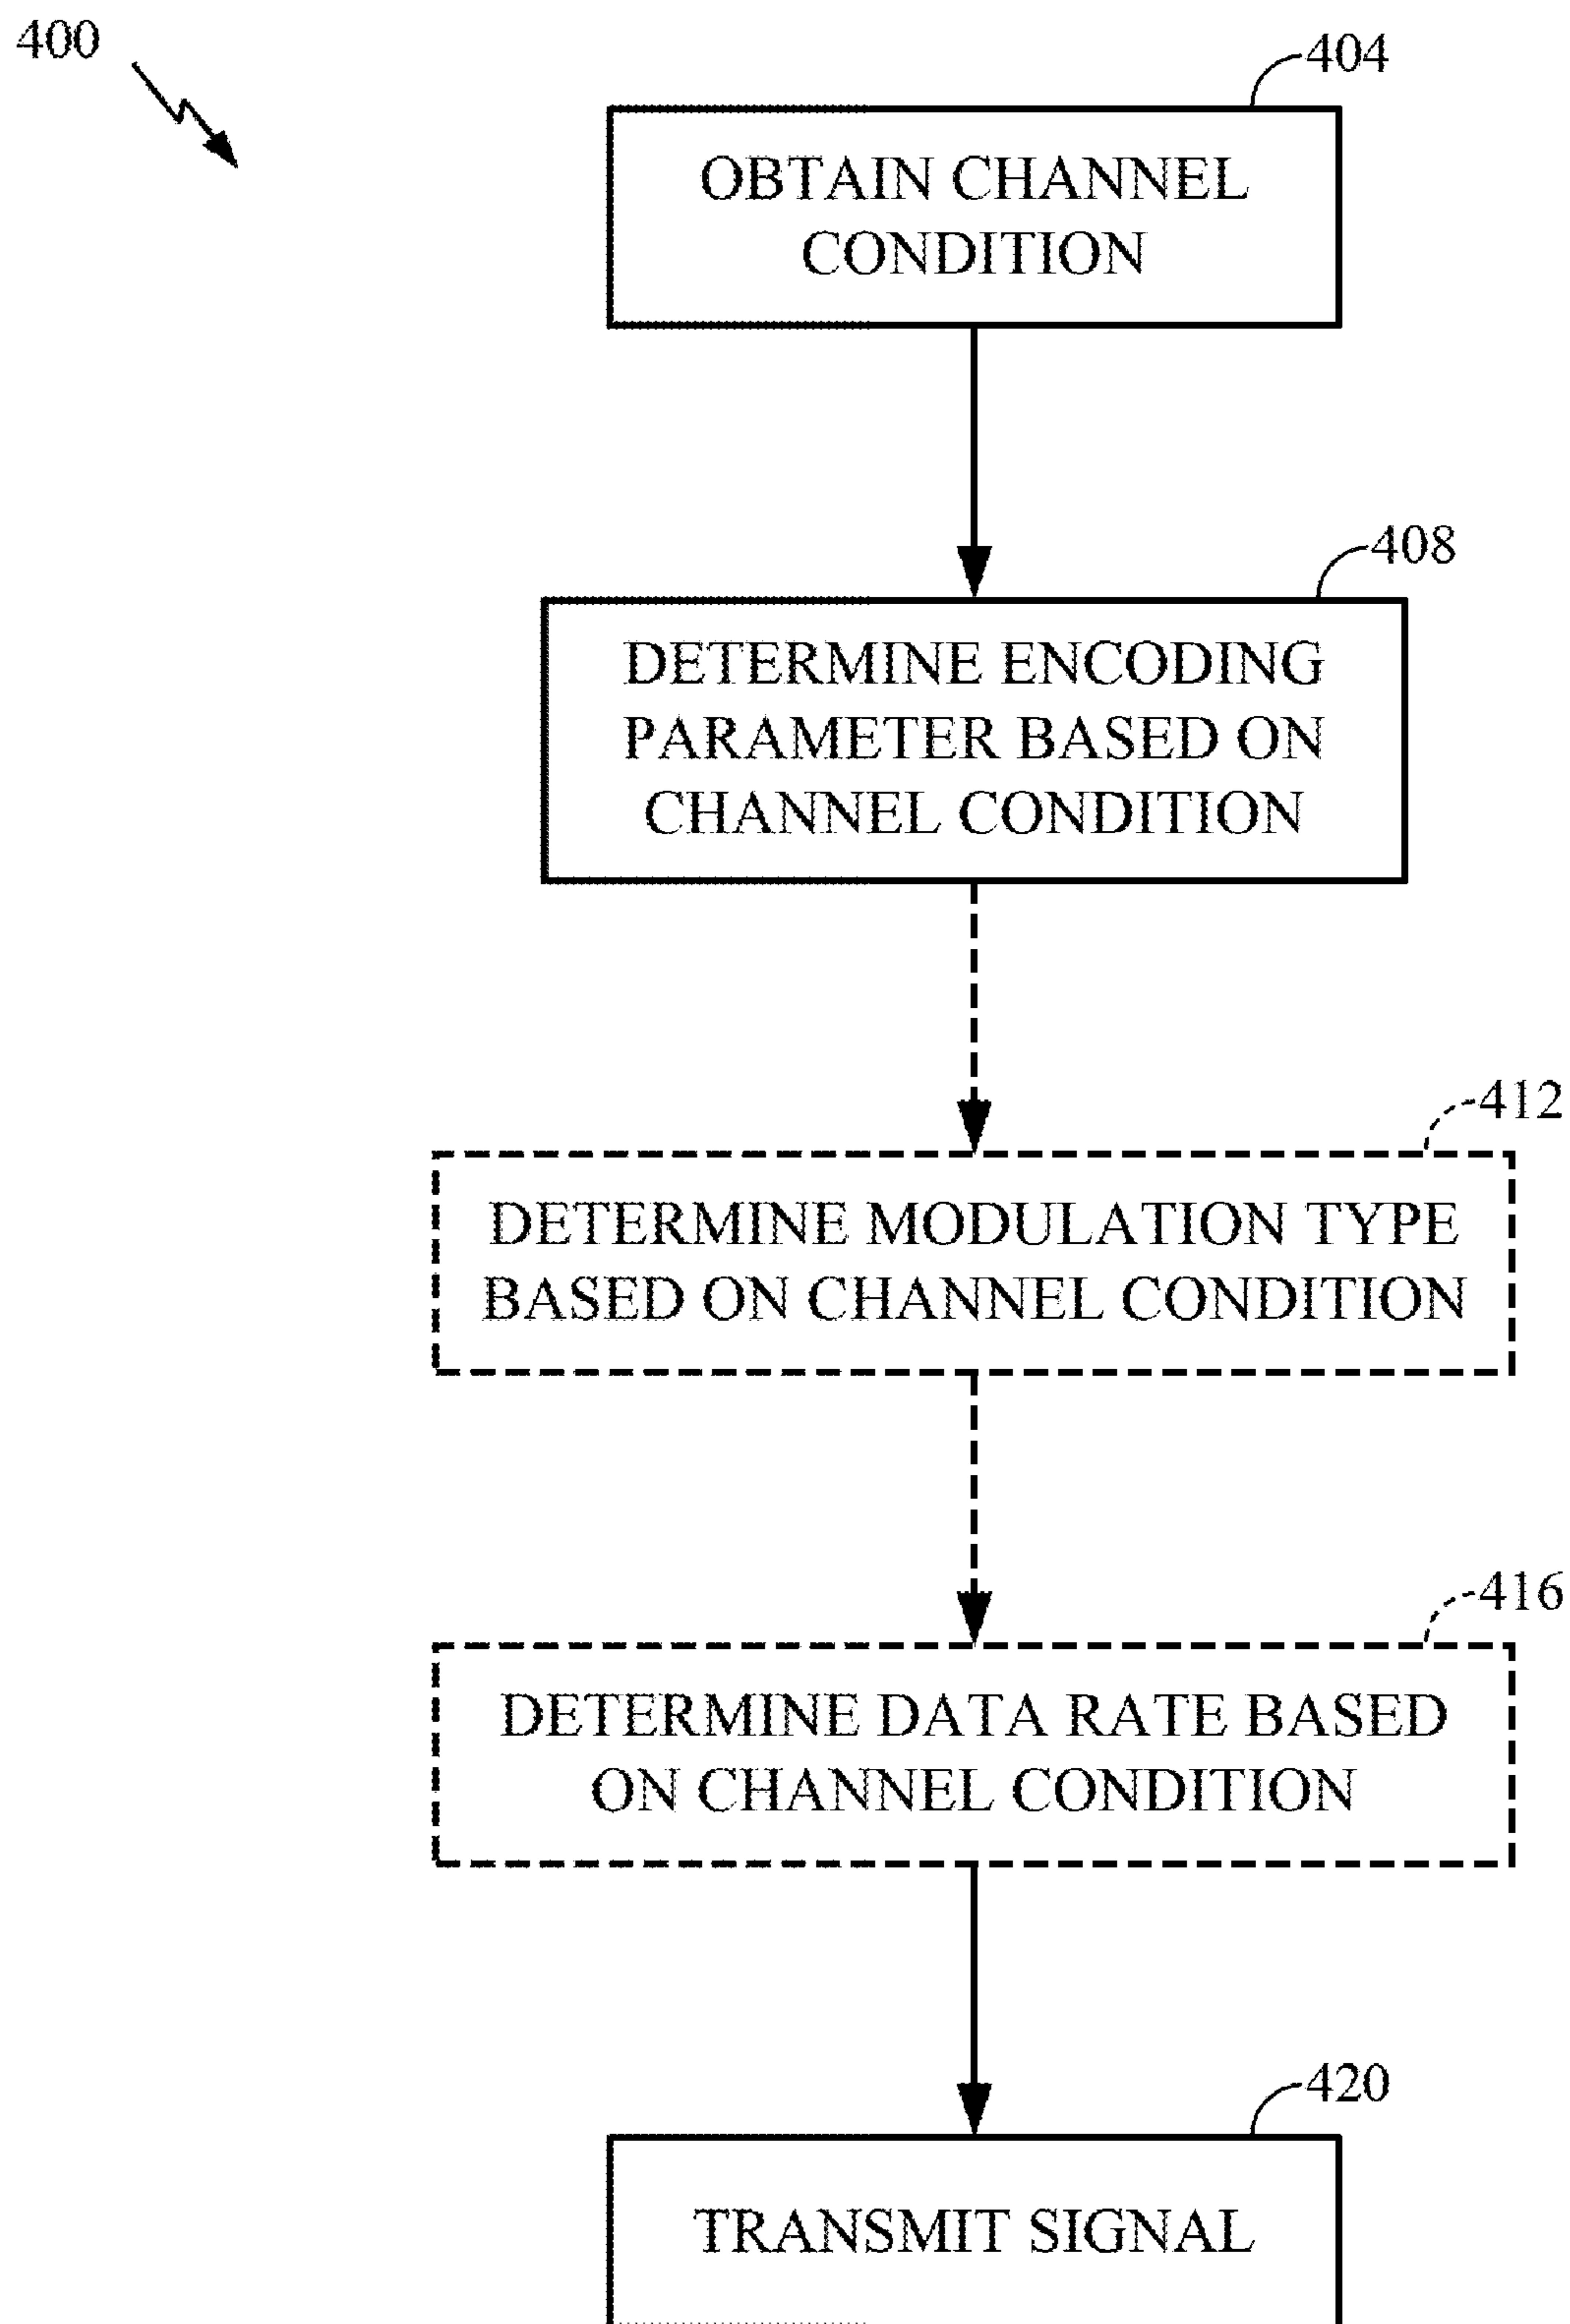 400
404
OBTAIN CHANNEL
CONDITION
408
DETERMINE ENCODING
PARAMETER BASED ON
CHANNEL CONDITION
412
DETERMINE MODULATION TYPE
BASED ON CHANNEL CONDITION
416
DETERMINE DATA RATE BASED
ON CHANNEL CONDITION
420
TRANSMIT SIGNAL